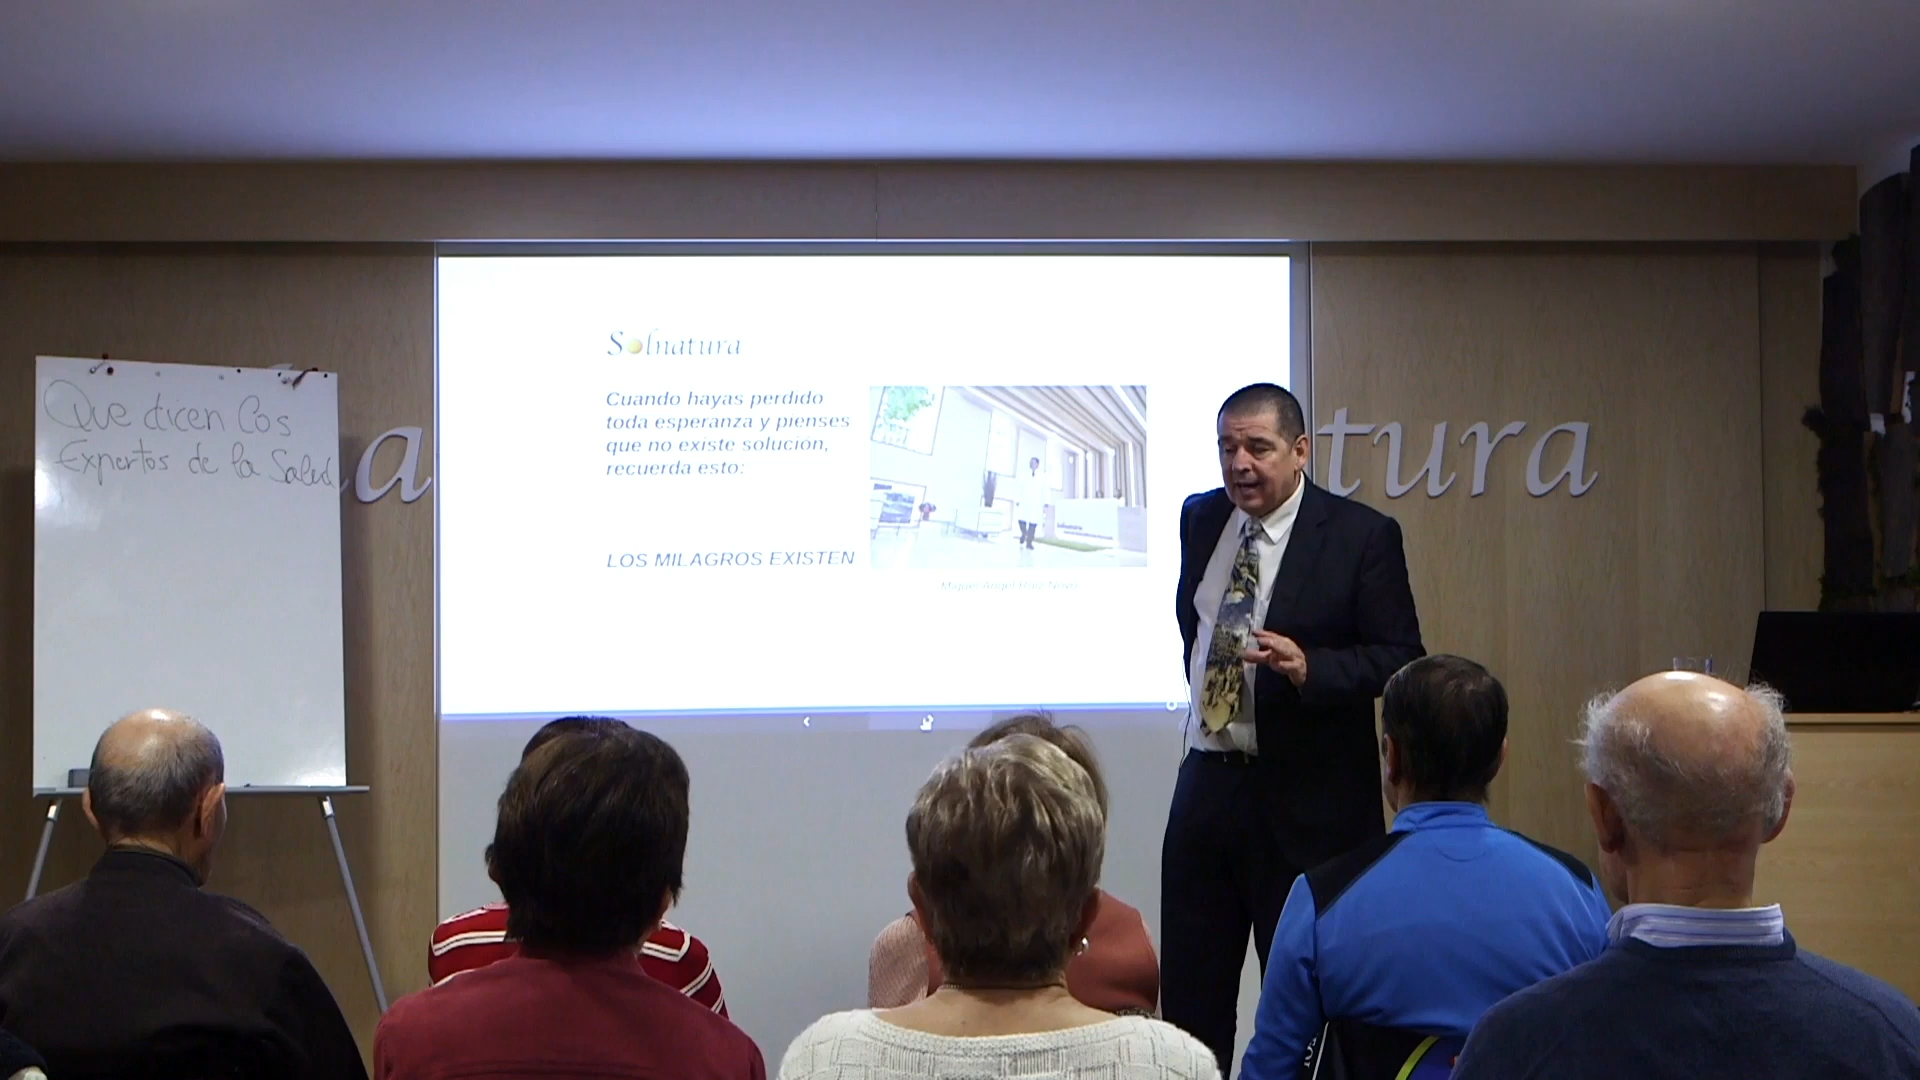 Que dicen Los
Expertos de la Salud
Solnatura
Cuando hayas perdido
toda esperanza y pienses
que no existe solución,
recuerda esto:
LOS MILAGROS EXISTEN
a
tura